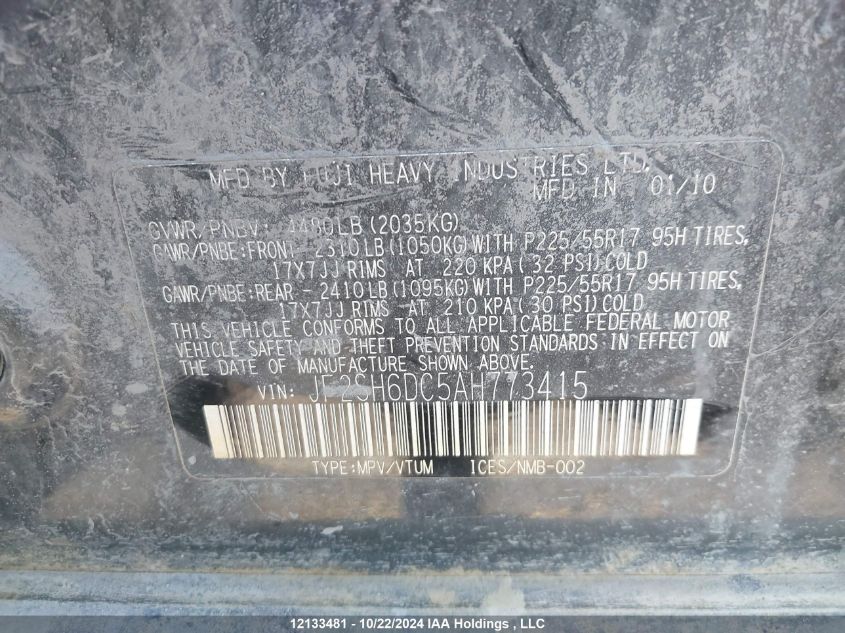 MFD BY FUJI HEAVY INDUSTRIES LTD.
MFD IN 01/10
GVWR/PNBV: 4480LB (2035KG)
GAWR/PNBE:FRONT- 2310LB(1050KG)WITH P225/55R17 95H TIRES,
17X7JJ RIMS AT 220 KPA( 32 PSI)COLD
GAWR/PNBE:REAR - 2410LB(1095KG)WITH P225/55R17 95H TIRES,
17X7JJ RIMS AT 210 KPA( 30 PSI)COLD
THIS VEHICLE CONFORMS TO ALL APPLICABLE FEDERAL MOTOR
VEHICLE SAFETY AND THEFT PREVENTION STANDARDS IN EFFECT ON
THE DATE OF MANUFACTURE SHOWN ABOVE.
VIN: JF2SH6DC5AH773415
TYPE:MPV/VTUM ICES/NMB-002
12133481 - 10/22/2024 IAA Holdings , LLC